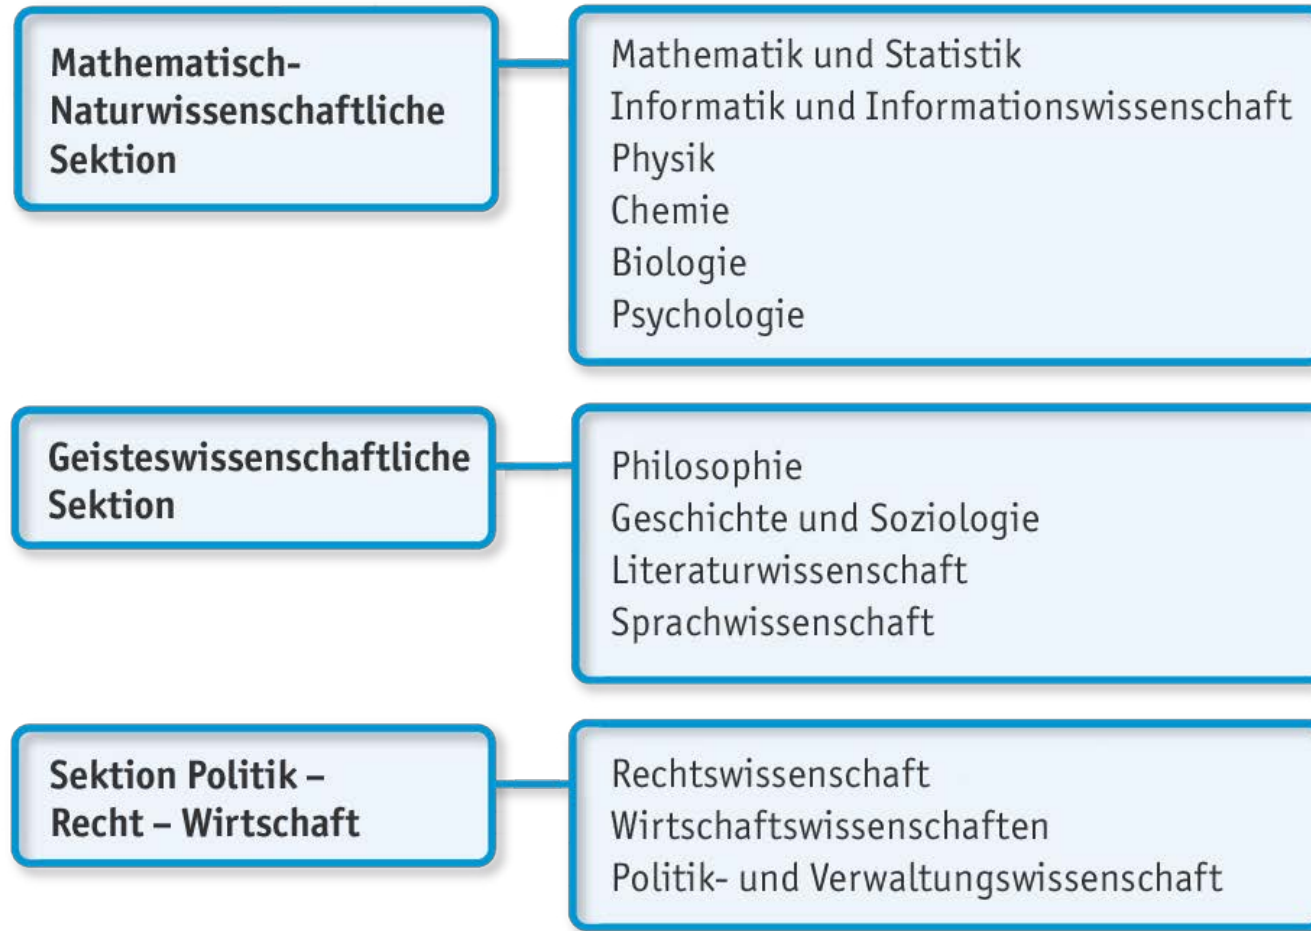 Mathematisch-
Naturwissenschaftliche
Sektion
Mathematik und Statistik
Informatik und Informationswissenschaft
Physik
Chemie
Biologie
Psychologie
Geisteswissenschaftliche
Sektion
Philosophie
Geschichte und Soziologie
Literaturwissenschaft
Sprachwissenschaft
Sektion Politik –
Recht – Wirtschaft
Rechtswissenschaft
Wirtschaftswissenschaften
Politik- und Verwaltungswissenschaft